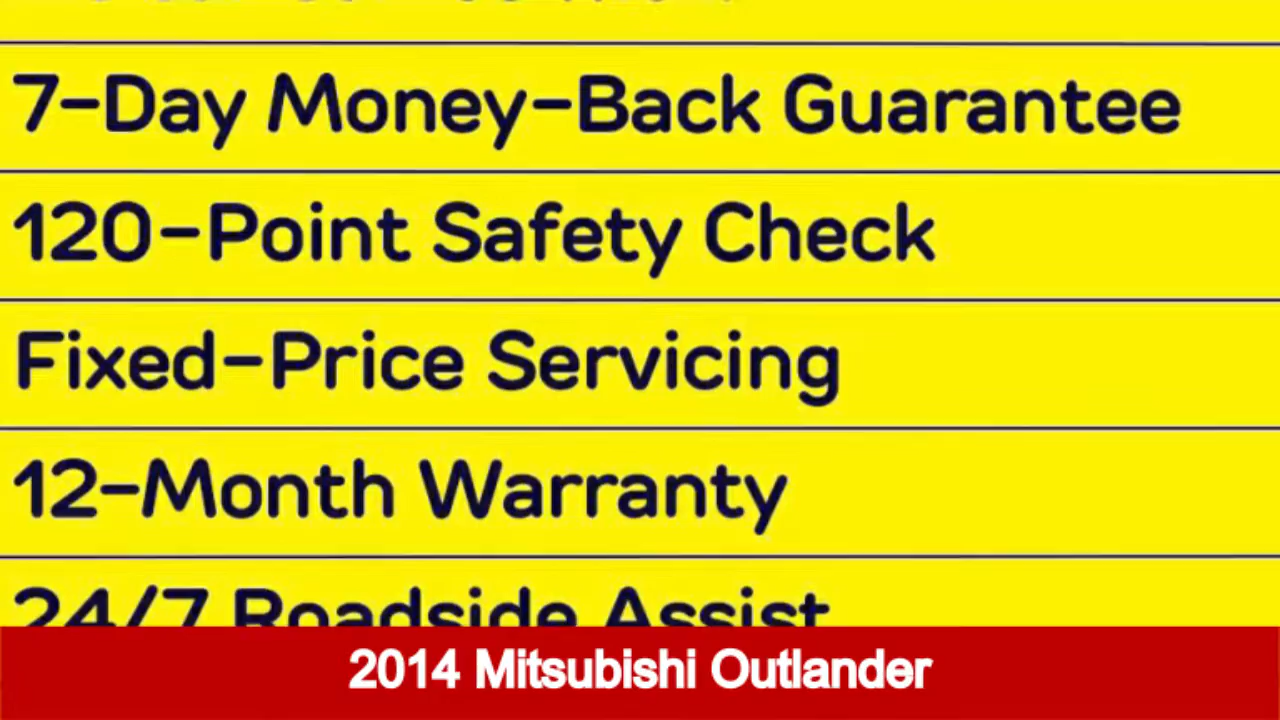 7-Day Money-Back Guarantee
120-Point Safety Check
Fixed-Price Servicing
12-Month Warranty
24/7 Roadside Assist
2014 Mitsubishi Outlander